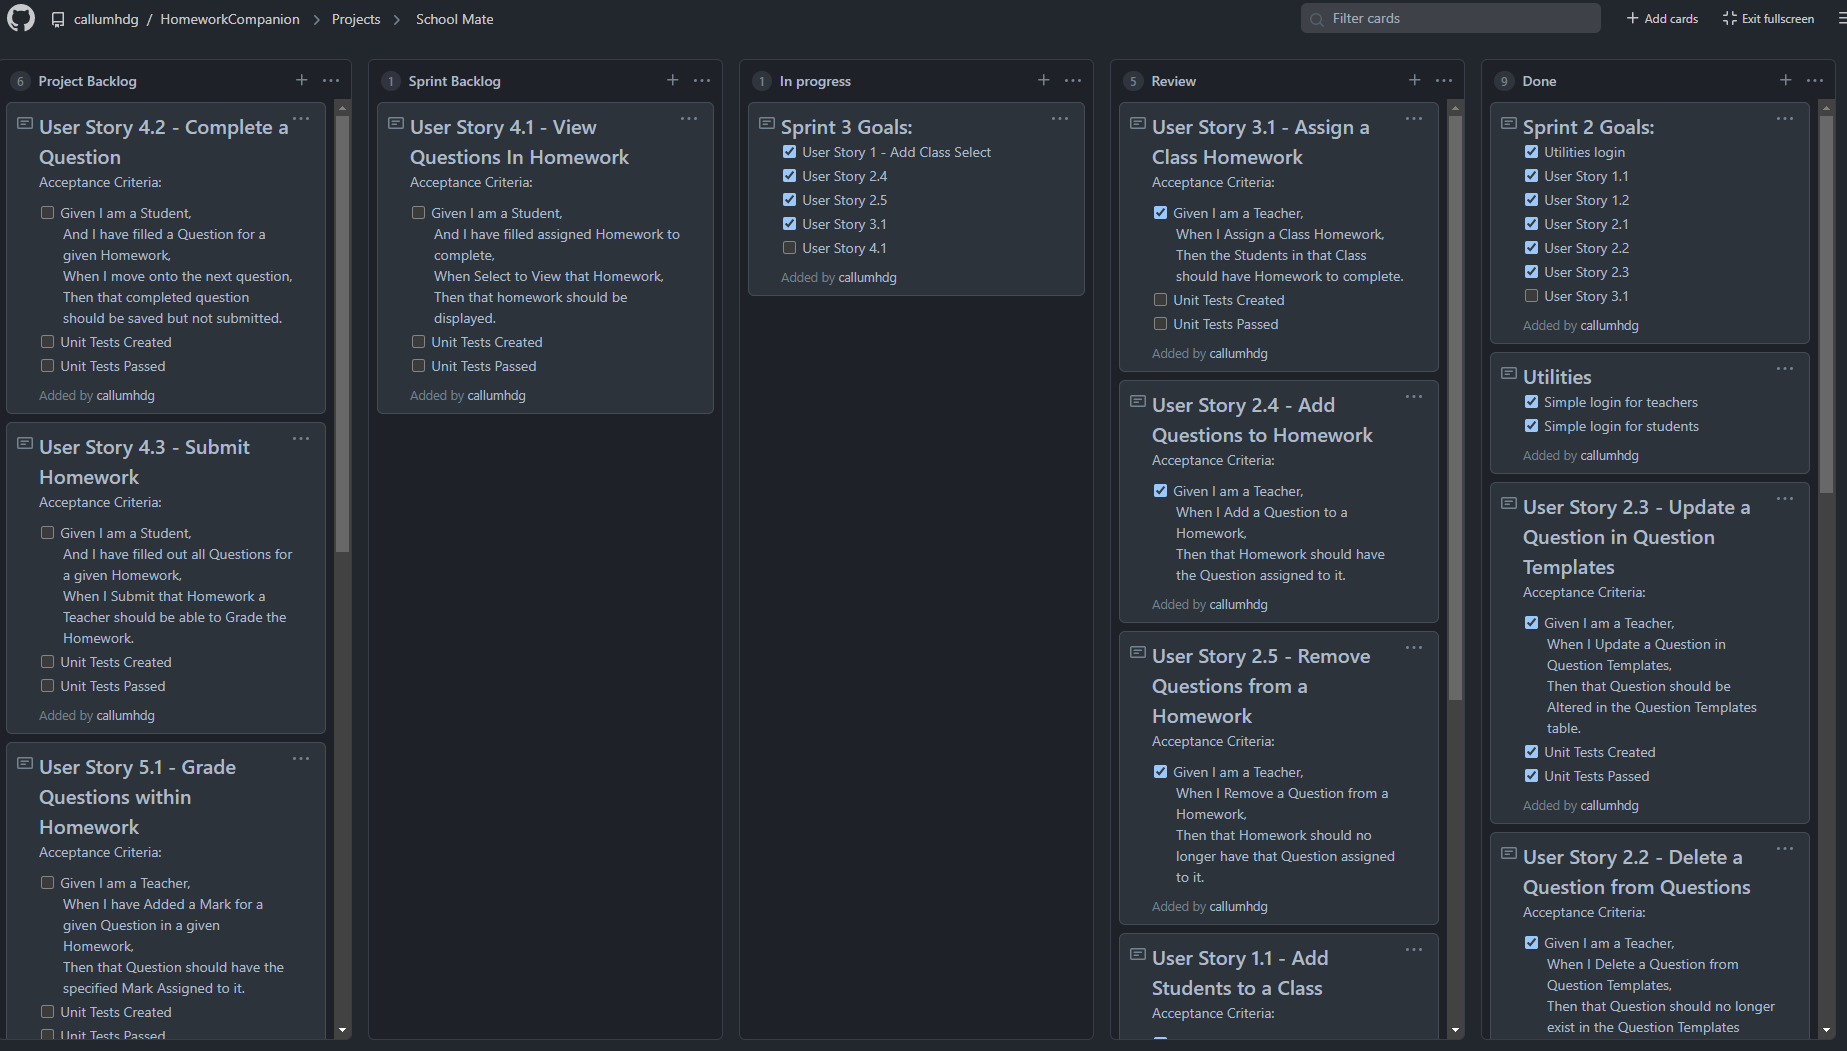 callumhdg / HomeworkCompanion > Projects > School Mate
Filter cards
+ Add cards
Exit fullscreen
6 Project Backlog
User Story 4.2 - Complete a
Question
Acceptance Criteria:
Given I am a Student,
And I have filled a Question for a
given Homework,
When I move onto the next question,
Then that completed question
should be saved but not submitted.
Unit Tests Created
Unit Tests Passed
Added by callumhdg
User Story 4.3 - Submit
Homework
Acceptance Criteria:
Given I am a Student,
And I have filled out all Questions for
a given Homework,
When I Submit that Homework a
Teacher should be able to Grade the
Homework.
Unit Tests Created
Unit Tests Passed
Added by callumhdg
User Story 5.1 - Grade
Questions within
Homework
Acceptance Criteria:
Given I am a Teacher,
When I have Added a Mark for a
given Question in a given
Homework,
Then that Question should have the
specified Mark Assigned to it.
Unit Tests Created
Unit Tests Passed
1 Sprint Backlog
User Story 4.1 - View
Questions In Homework
Acceptance Criteria:
Given I am a Student,
And I have filled assigned Homework to
complete,
When Select to View that Homework,
Then that homework should be
displayed.
Unit Tests Created
Unit Tests Passed
Added by callumhdg
1 In progress
Sprint 3 Goals:
User Story 1 - Add Class Select
User Story 2.4
User Story 2.5
User Story 3.1
User Story 4.1
Added by callumhdg
5 Review
User Story 3.1 - Assign a
Class Homework
Acceptance Criteria:
Given I am a Teacher,
When I Assign a Class Homework,
Then the Students in that Class
should have Homework to complete.
Unit Tests Created
Unit Tests Passed
Added by callumhdg
User Story 2.4 - Add
Questions to Homework
Acceptance Criteria:
Given I am a Teacher,
When I Add a Question to a
Homework,
Then that Homework should have
the Question assigned to it.
Added by callumhdg
User Story 2.5 - Remove
Questions from a
Homework
Acceptance Criteria:
Given I am a Teacher,
When I Remove a Question from a
Homework,
Then that Homework should no
longer have that Question assigned
to it.
Added by callumhdg
User Story 1.1 - Add
Students to a Class
Acceptance Criteria:
9 Done
Sprint 2 Goals:
Utilities login
User Story 1.1
User Story 1.2
User Story 2.1
User Story 2.2
User Story 2.3
User Story 3.1
Added by callumhdg
Utilities
Simple login for teachers
Simple login for students
Added by callumhdg
User Story 2.3 - Update a
Question in Question
Templates
Acceptance Criteria:
Given I am a Teacher,
When I Update a Question in
Question Templates,
Then that Question should be
Altered in the Question Templates
table.
Unit Tests Created
Unit Tests Passed
Added by callumhdg
User Story 2.2 - Delete a
Question from Questions
Acceptance Criteria:
Given I am a Teacher,
When I Delete a Question from
Question Templates,
Then that Question should no longer
exist in the Question Templates